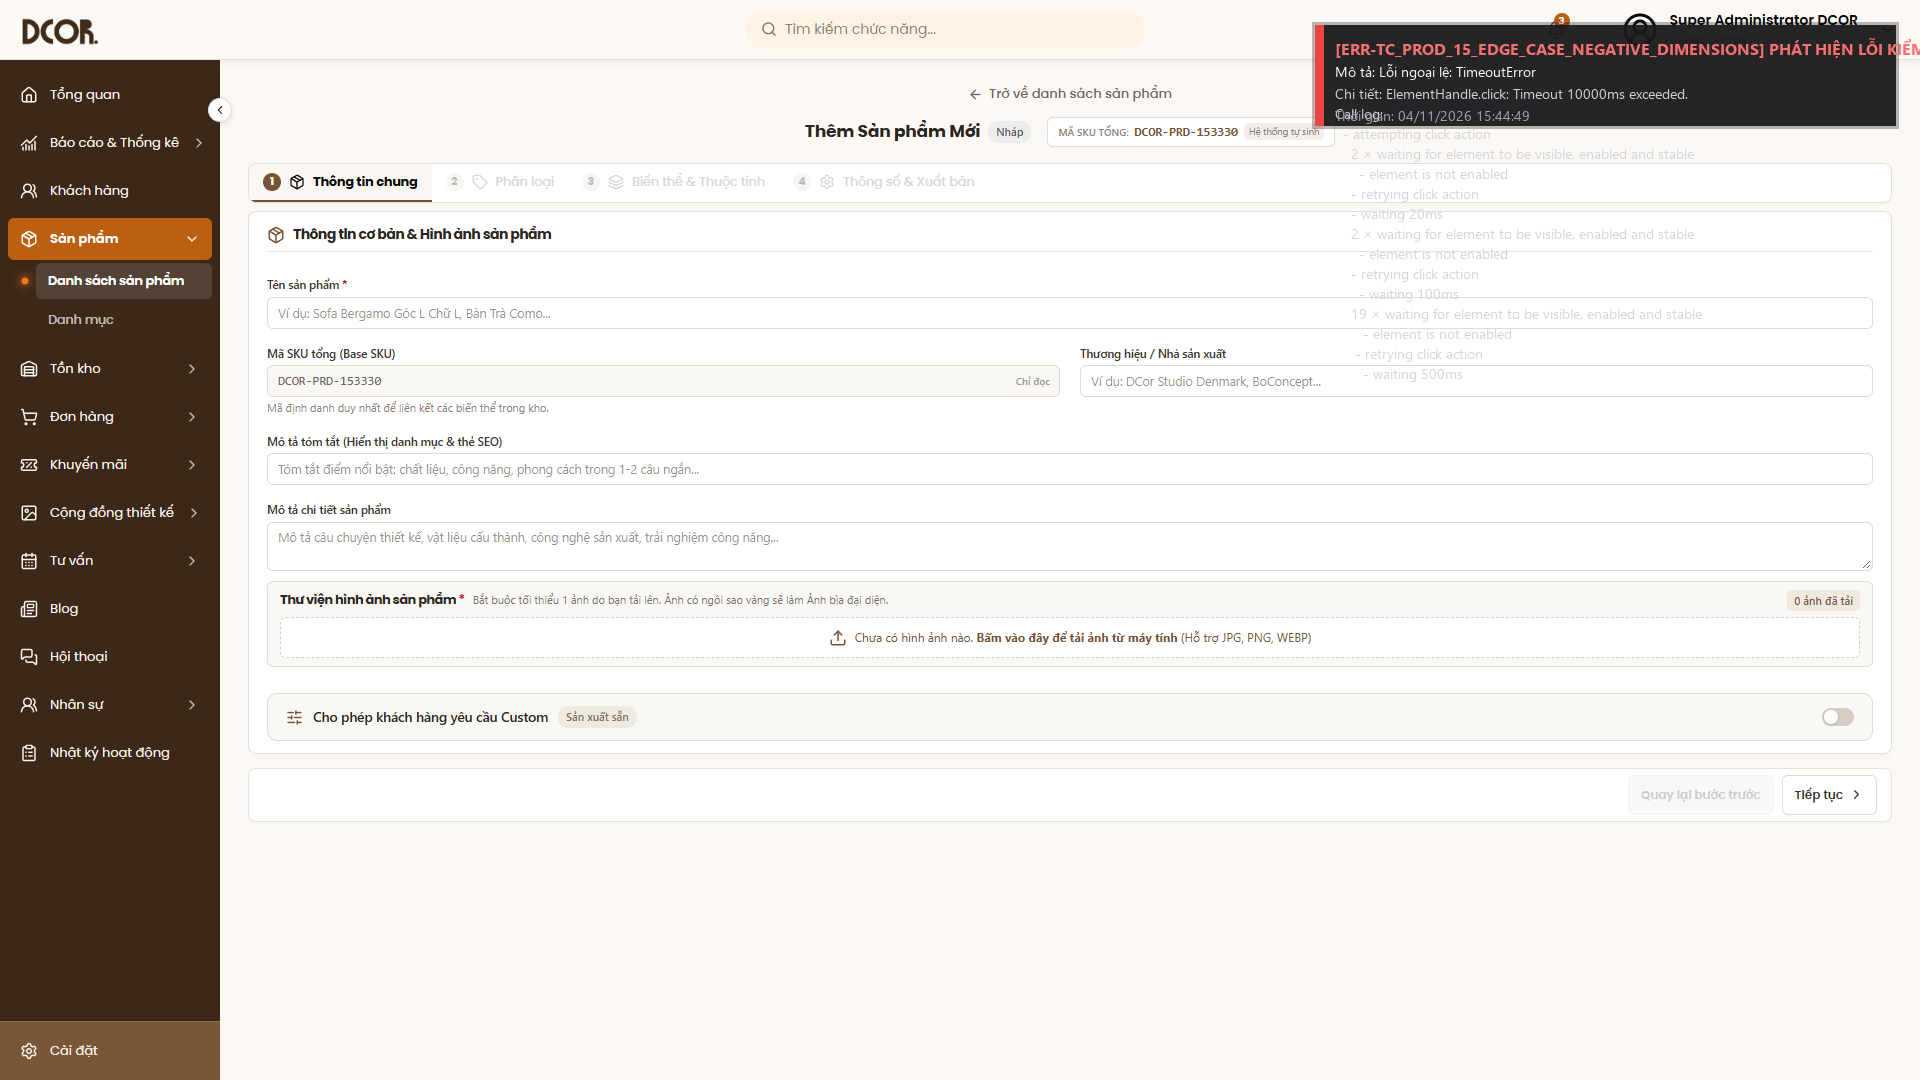 DCOR.
Tìm kiếm chức năng...
3
Super Administrator DCOR
[ERR-TC_PROD_15_EDGE_CASE_NEGATIVE_DIMENSIONS] PHÁT HIỆN LỖI KIỂM
Mô tả: Lỗi ngoại lệ: TimeoutError
Chi tiết: ElementHandle.click: Timeout 10000ms exceeded.
Call log:
Thời gian: 04/11/2026 15:44:49
- attempting click action
2 × waiting for element to be visible, enabled and stable
- element is not enabled
- retrying click action
- waiting 20ms
2 × waiting for element to be visible, enabled and stable
- element is not enabled
- retrying click action
- waiting 100ms
19 × waiting for element to be visible, enabled and stable
- element is not enabled
- retrying click action
- waiting 500ms
Tổng quan
Báo cáo & Thống kê
Khách hàng
Sản phẩm
Danh sách sản phẩm
Danh mục
Tồn kho
Đơn hàng
Khuyến mãi
Cộng đồng thiết kế
Tư vấn
Blog
Hội thoại
Nhân sự
Nhật ký hoạt động
Cài đặt
Trở về danh sách sản phẩm
Thêm Sản phẩm Mới Nháp MÃ SKU TỔNG: DCOR-PRD-153330 Hệ thống tự sinh
1 Thông tin chung 2 Phân loại 3 Biến thể & Thuộc tính 4 Thông số & Xuất bản
Thông tin cơ bản & Hình ảnh sản phẩm
Tên sản phẩm *
Ví dụ: Sofa Bergamo Góc L Chữ L, Bàn Trà Como...
Mã SKU tổng (Base SKU)
DCOR-PRD-153330 Chỉ đọc
Mã định danh duy nhất để liên kết các biến thể trong kho.
Thương hiệu / Nhà sản xuất
Ví dụ: DCor Studio Denmark, BoConcept...
Mô tả tóm tắt (Hiển thị danh mục & thẻ SEO)
Tóm tắt điểm nổi bật: chất liệu, công năng, phong cách trong 1-2 câu ngắn...
Mô tả chi tiết sản phẩm
Mô tả câu chuyện thiết kế, vật liệu cấu thành, công nghệ sản xuất, trải nghiệm công năng...
Thư viện hình ảnh sản phẩm * Bắt buộc tối thiểu 1 ảnh do bạn tải lên. Ảnh có ngôi sao vàng sẽ làm Ảnh bìa đại diện. 0 ảnh đã tải
Chưa có hình ảnh nào. Bấm vào đây để tải ảnh từ máy tính (Hỗ trợ JPG, PNG, WEBP)
Cho phép khách hàng yêu cầu Custom Sản xuất sẵn
Quay lại bước trước Tiếp tục